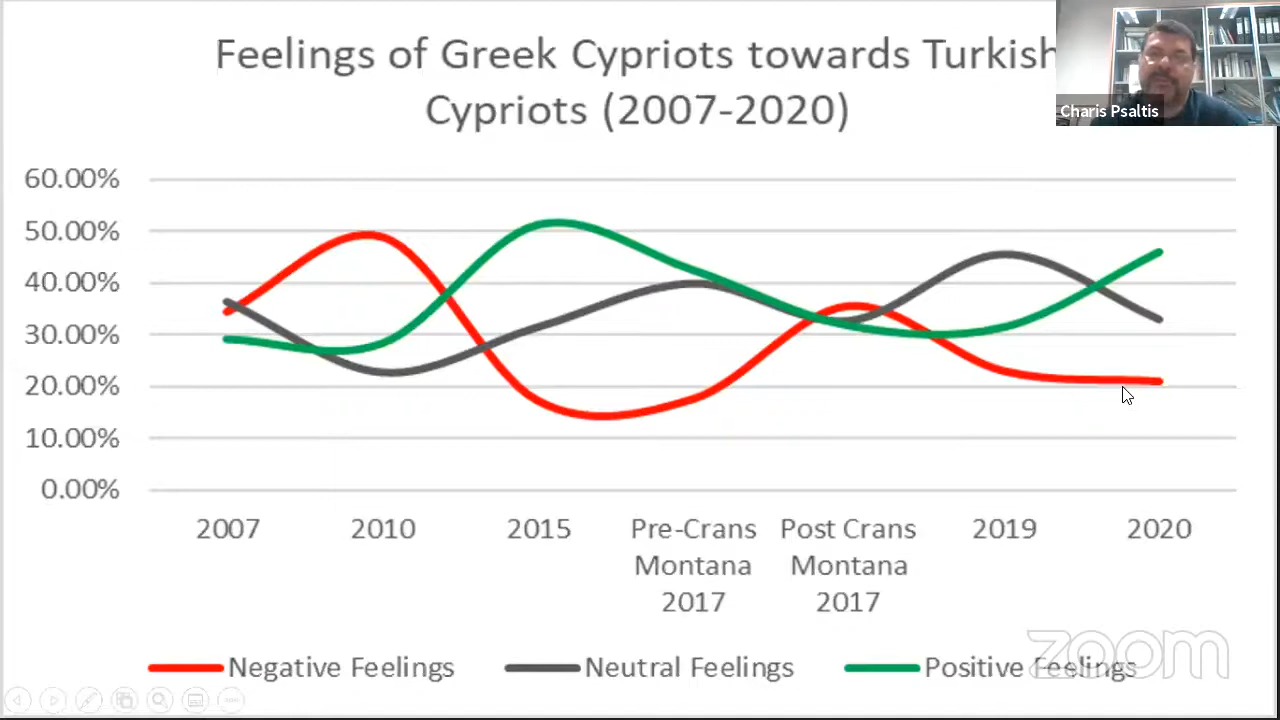 Feelings of Greek Cypriots towards Turkish
Cypriots (2007-2020)
Charis Psaltis
60.00%
50.00%
40.00%
30.00%
20.00%
10.00%
0.00%
2007 2010 2015 Pre-Crans Post Crans 2019 2020
Montana Montana
2017 2017
Negative Feelings Neutral Feelings Positive Feelings
zoom